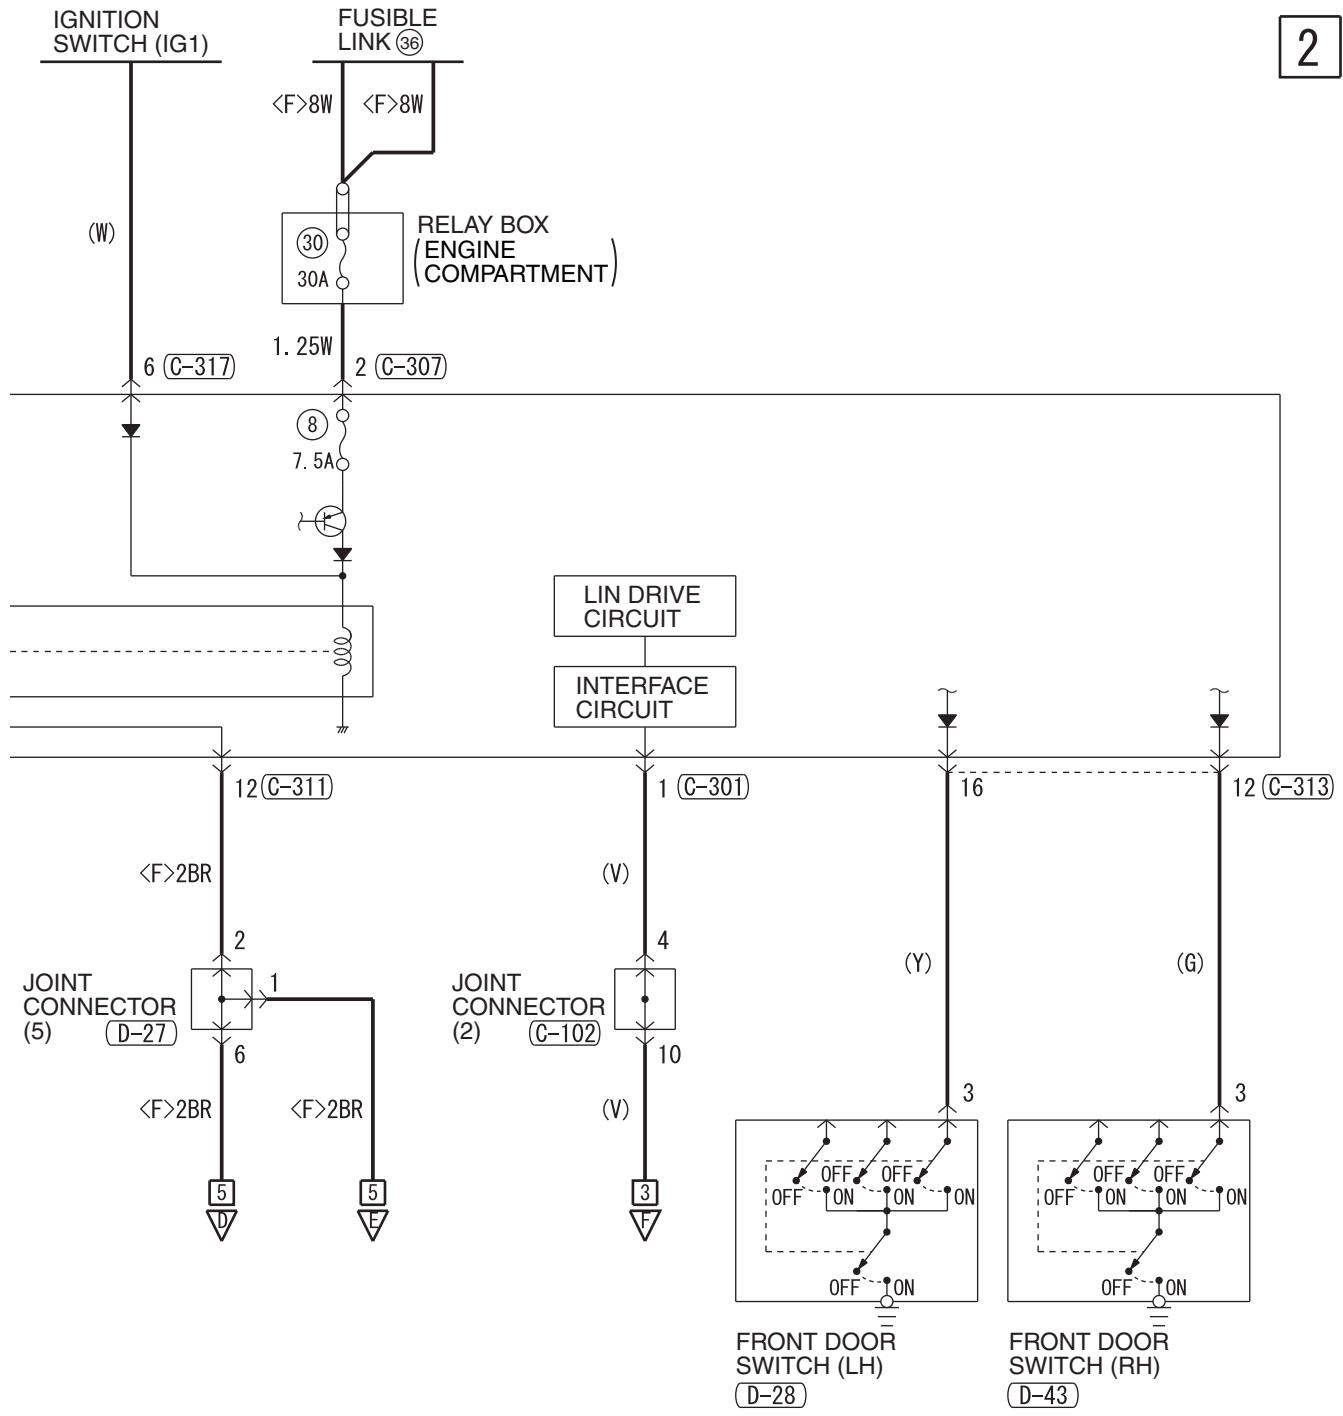 IGNITION
SWITCH (IG1)
FUSIBLE
LINK 36
2
<F>8W
<F>8W
(W)
30
30A
RELAY BOX
(ENGINE
COMPARTMENT)
1. 25W
6 C-317
2 C-307
8
7. 5A
LIN DRIVE
CIRCUIT
INTERFACE
CIRCUIT
12 C-311
1 C-301
16
12 C-313
<F>2BR
(V)
(Y)
(G)
2
4
JOINT
CONNECTOR
(5) D-27
1
6
JOINT
CONNECTOR
(2) C-102
10
<F>2BR
<F>2BR
(V)
3
3
OFF
OFF
OFF
ON
ON
ON
OFF
ON
OFF
OFF
OFF
ON
ON
ON
OFF
ON
5
D
5
E
3
F
FRONT DOOR
SWITCH (LH)
D-28
FRONT DOOR
SWITCH (RH)
D-43